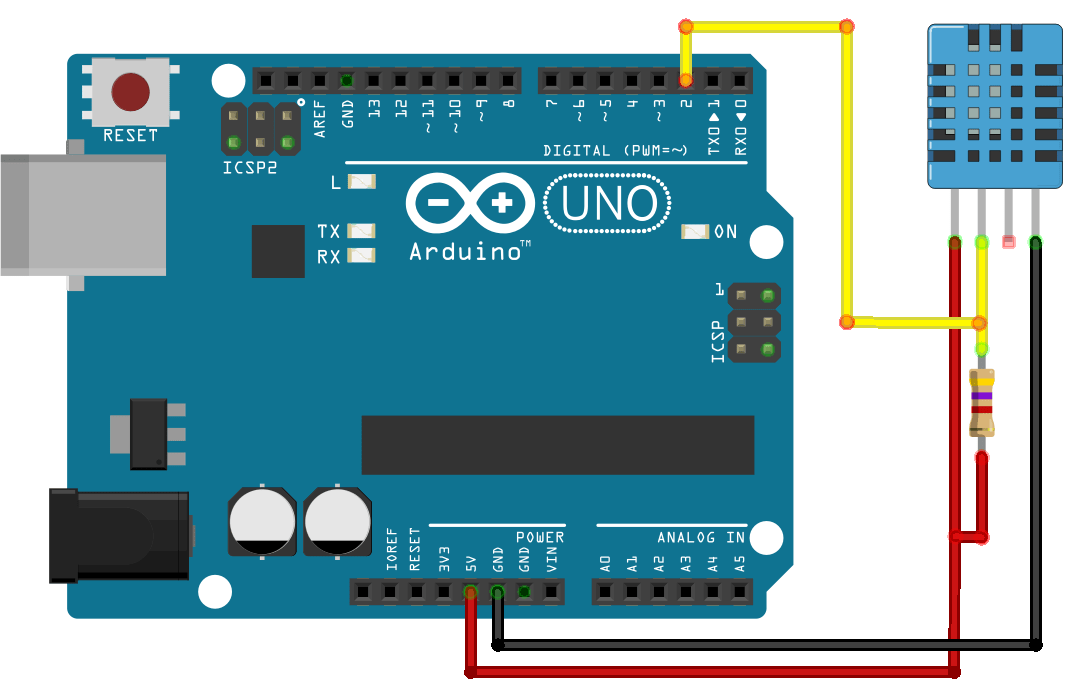 RESET
ICSP2
AREF
GND
13
12
~11
~10
~9
8
7
~6
~5
4
~3
2
TX0▶1
RX0◀0
DIGITAL (PWM=~)
L
TX
RX
UNO
Arduino™
ON
1
ICSP
IOREF
RESET
3V3
5V
GND
GND
VIN
POWER
ANALOG IN
A0
A1
A2
A3
A4
A5